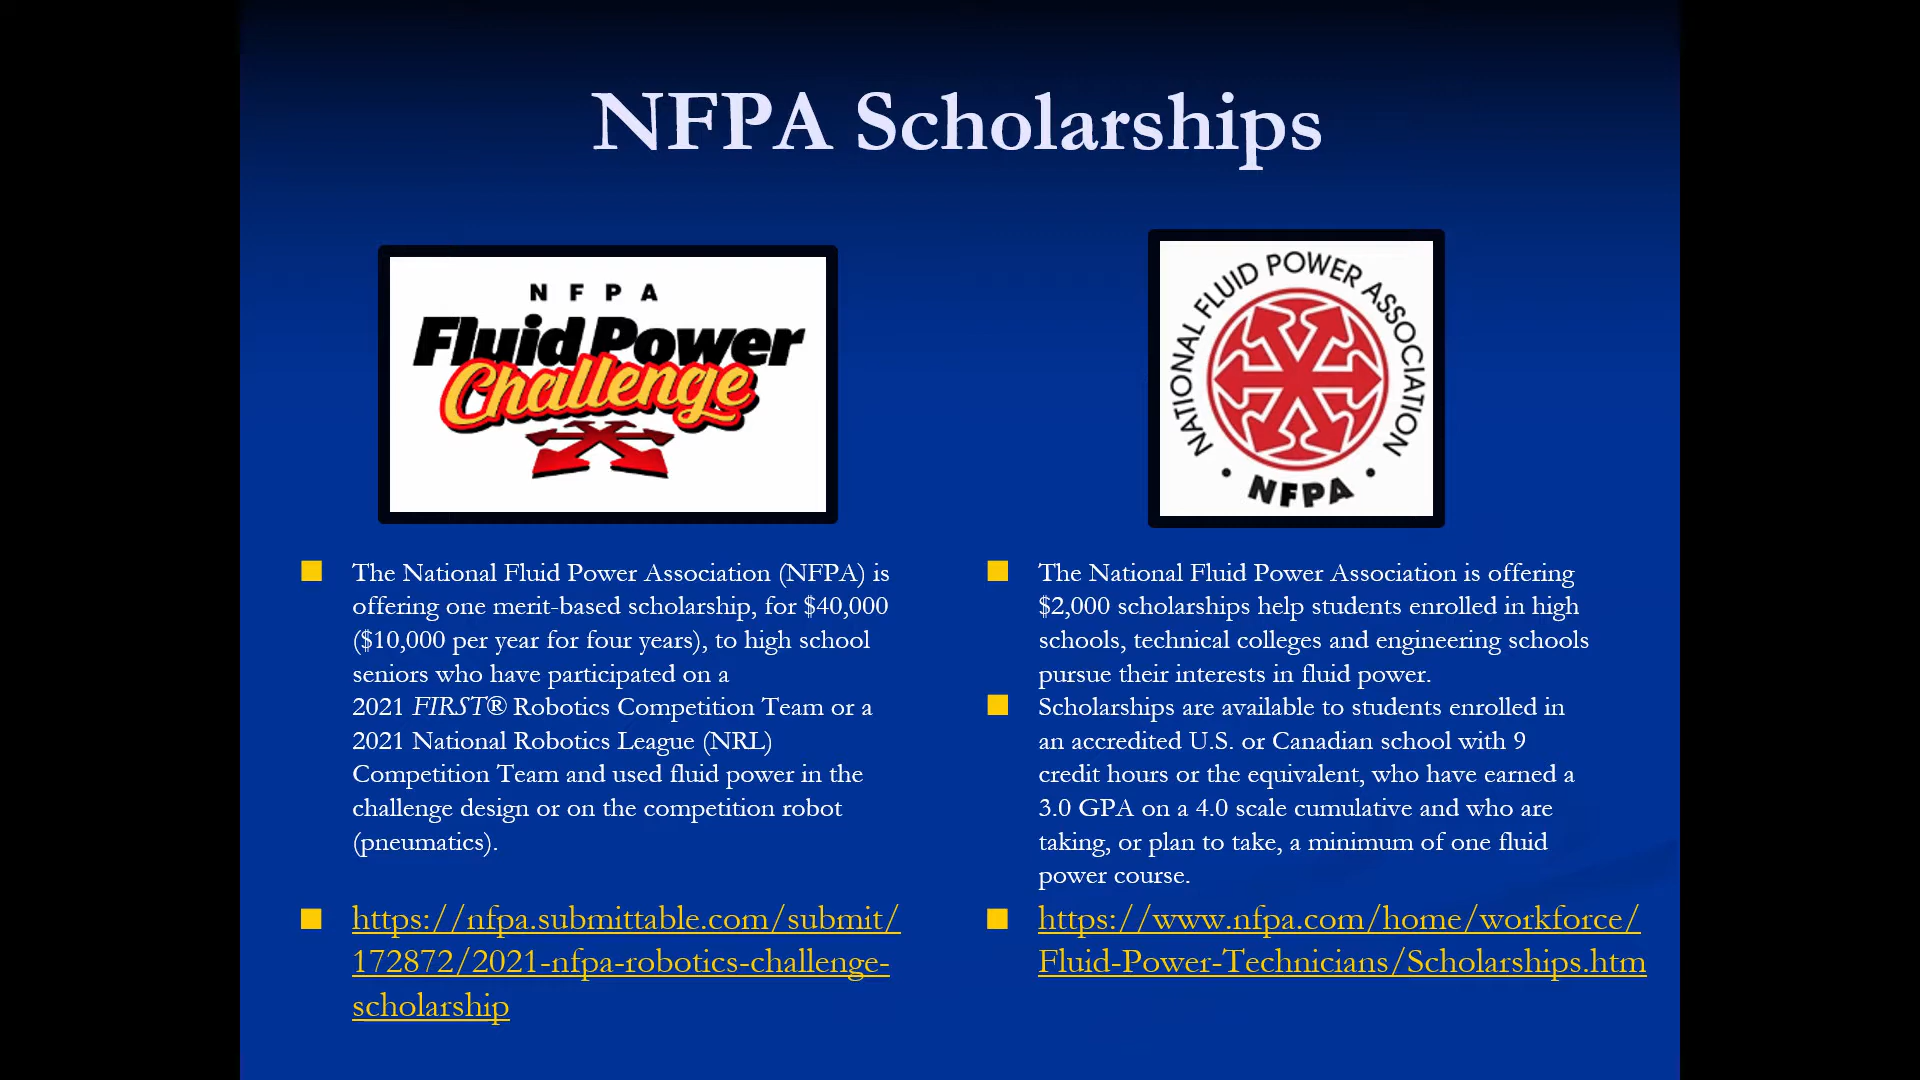 NFPA Scholarships
NFPA
Fluid Power
Challenge
The National Fluid Power Association (NFPA) is
offering one merit-based scholarship, for $40,000
($10,000 per year for four years), to high school
seniors who have participated on a
2021 FIRST® Robotics Competition Team or a
2021 National Robotics League (NRL)
Competition Team and used fluid power in the
challenge design or on the competition robot
(pneumatics).
https://nfpa.submittable.com/submit/
172872/2021-nfpa-robotics-challenge-
scholarship
NATIONAL FLUID POWER ASSOCIATION
• NFPA •
The National Fluid Power Association is offering
$2,000 scholarships help students enrolled in high
schools, technical colleges and engineering schools
pursue their interests in fluid power.
Scholarships are available to students enrolled in
an accredited U.S. or Canadian school with 9
credit hours or the equivalent, who have earned a
3.0 GPA on a 4.0 scale cumulative and who are
taking, or plan to take, a minimum of one fluid
power course.
https://www.nfpa.com/home/workforce/
Fluid-Power-Technicians/Scholarships.htm